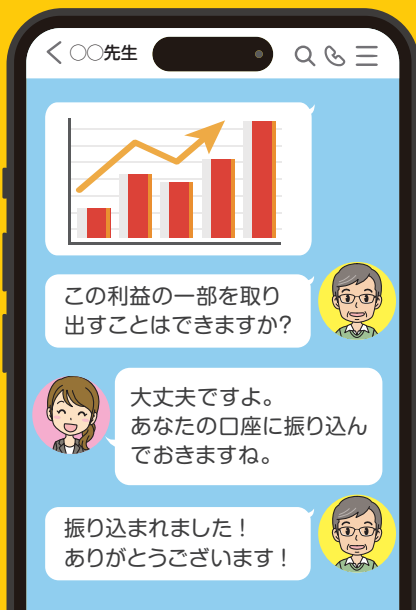 ○○先生
この利益の一部を取り
出すことはできますか?
大丈夫ですよ。
あなたの口座に振り込ん
でおきますね。
振り込まれました!
ありがとうございます!